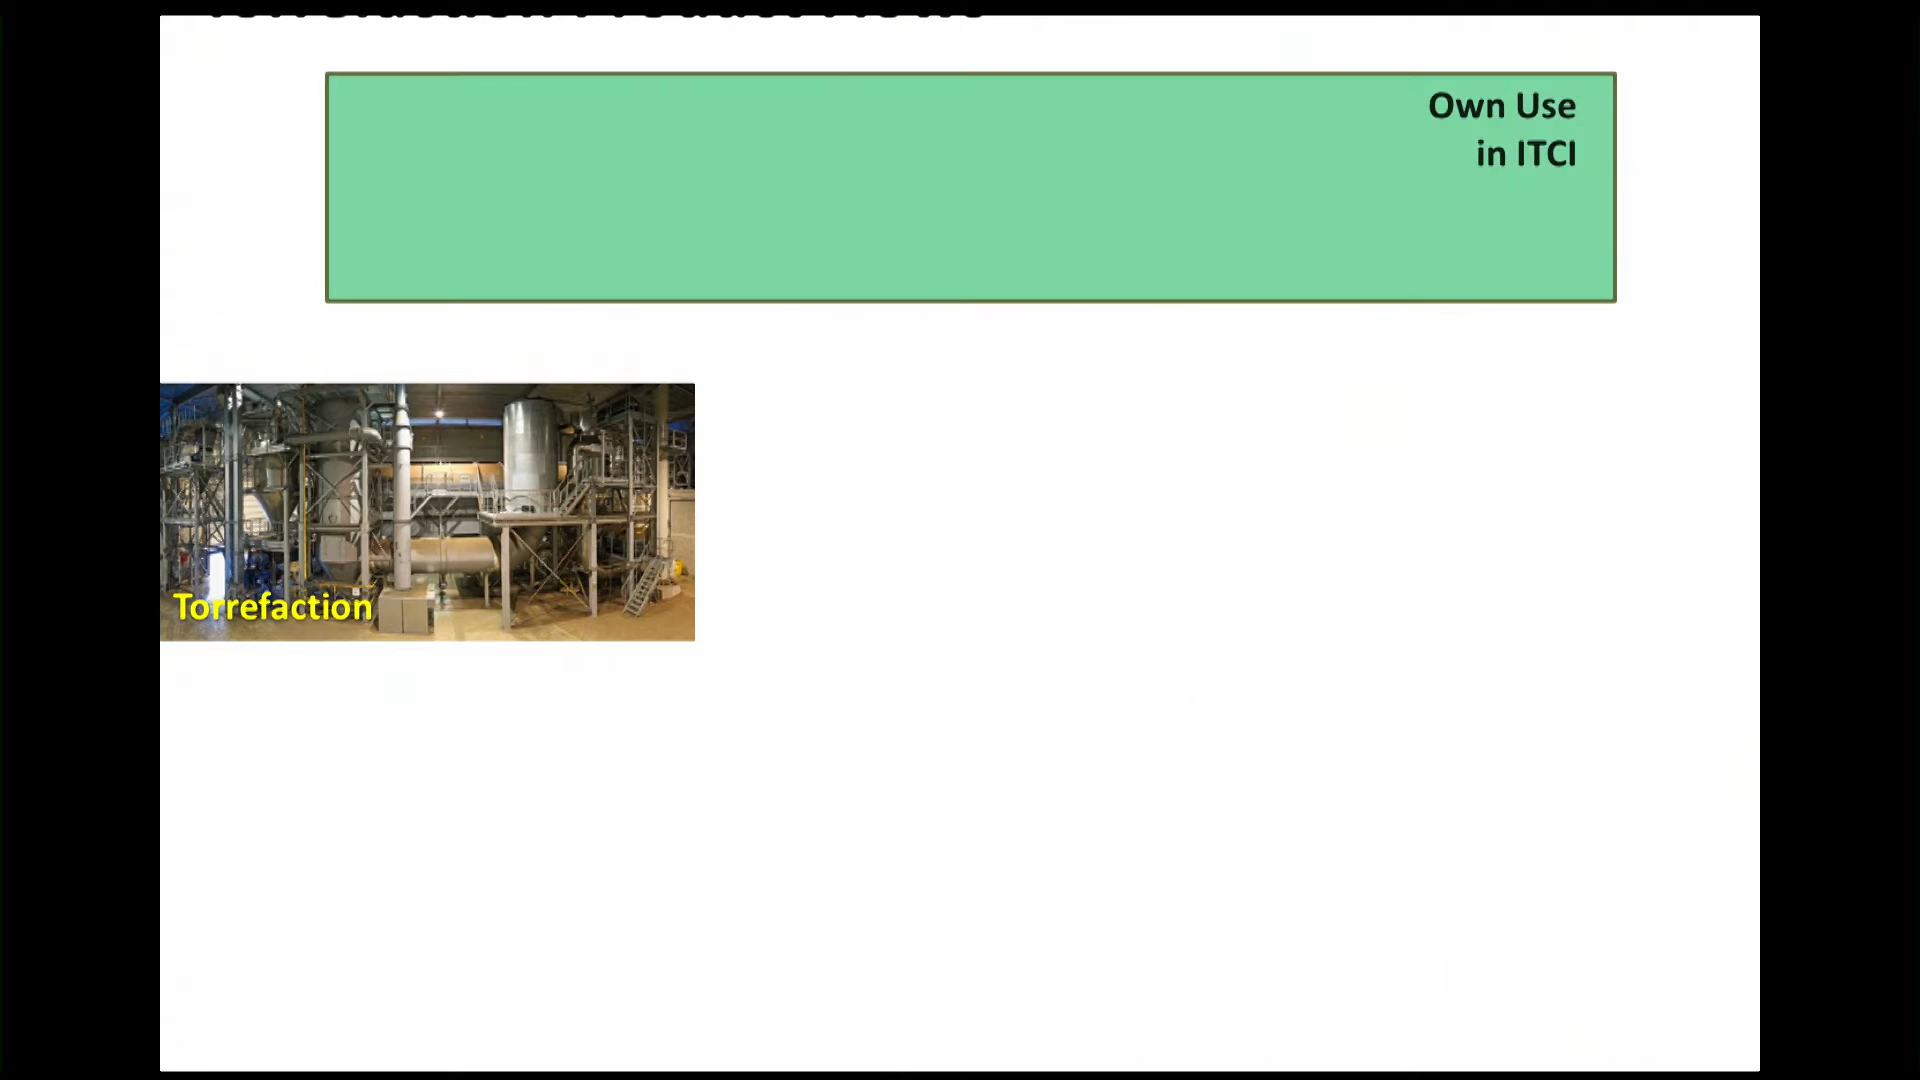 Own Use
in ITCI
Torrefaction